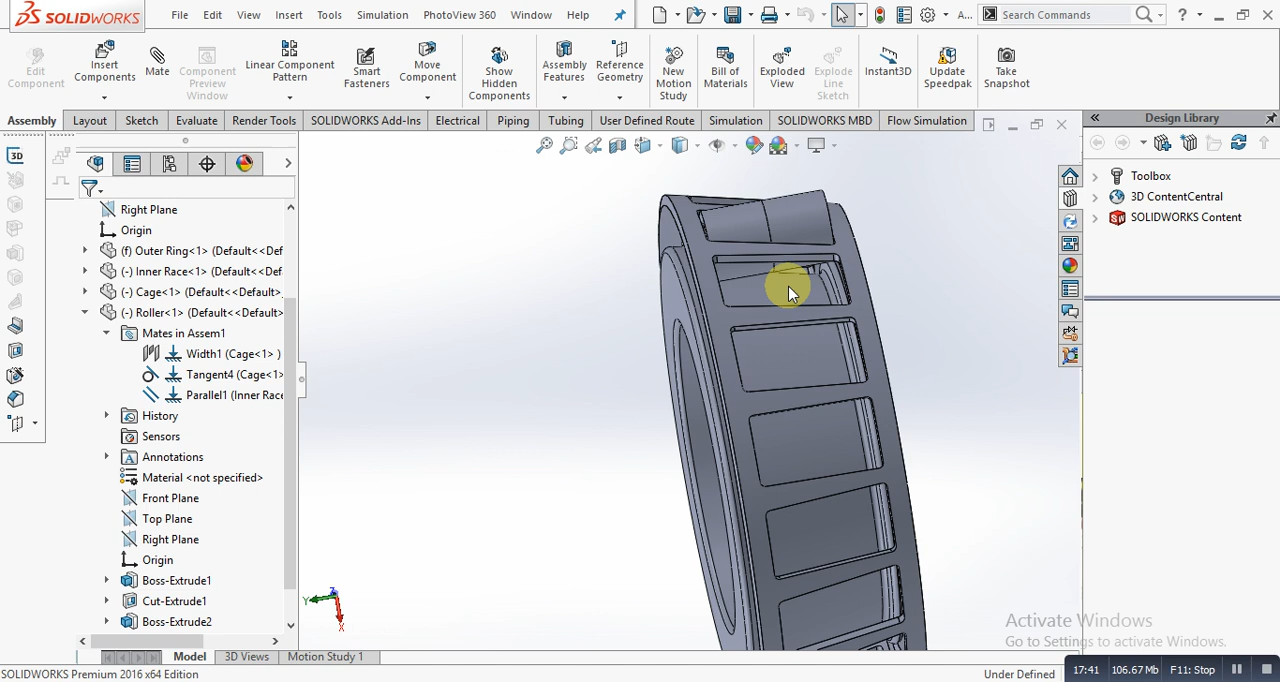 SOLIDWORKS
File Edit View Insert Tools Simulation PhotoView 360 Window Help
A...
Search Commands
Edit Component
Insert Components
Mate
Component Preview Window
Linear Component Pattern
Smart Fasteners
Move Component
Show Hidden Components
Assembly Features
Reference Geometry
New Motion Study
Bill of Materials
Exploded View
Explode Line Sketch
Instant3D
Update Speedpak
Take Snapshot
Assembly Layout Sketch Evaluate Render Tools SOLIDWORKS Add-Ins Electrical Piping Tubing User Defined Route Simulation SOLIDWORKS MBD Flow Simulation
Design Library
Toolbox
3D ContentCentral
SOLIDWORKS Content
Right Plane
Origin
(f) Outer Ring<1> (Default<<Def
(-) Inner Race<1> (Default<<Def
(-) Cage<1> (Default<<Default>
(-) Roller<1> (Default<<Default>
Mates in Assem1
Width1 (Cage<1> )
Tangent4 (Cage<1>
Parallel1 (Inner Race
History
Sensors
Annotations
Material <not specified>
Front Plane
Top Plane
Right Plane
Origin
Boss-Extrude1
Cut-Extrude1
Boss-Extrude2
Y
Z
X
Activate Windows
Go to Settings to activate Windows.
Model 3D Views Motion Study 1
SOLIDWORKS Premium 2016 x64 Edition
Under Defined
17:41 106.67 Mb F11: Stop